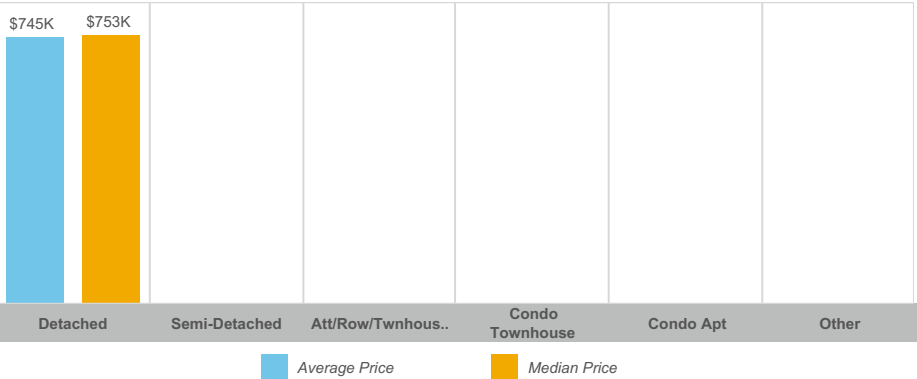 $745K
$753K
Detached
Semi-Detached
Att/Row/Twnhous..
Condo
Townhouse
Condo Apt
Other
Average Price
Median Price